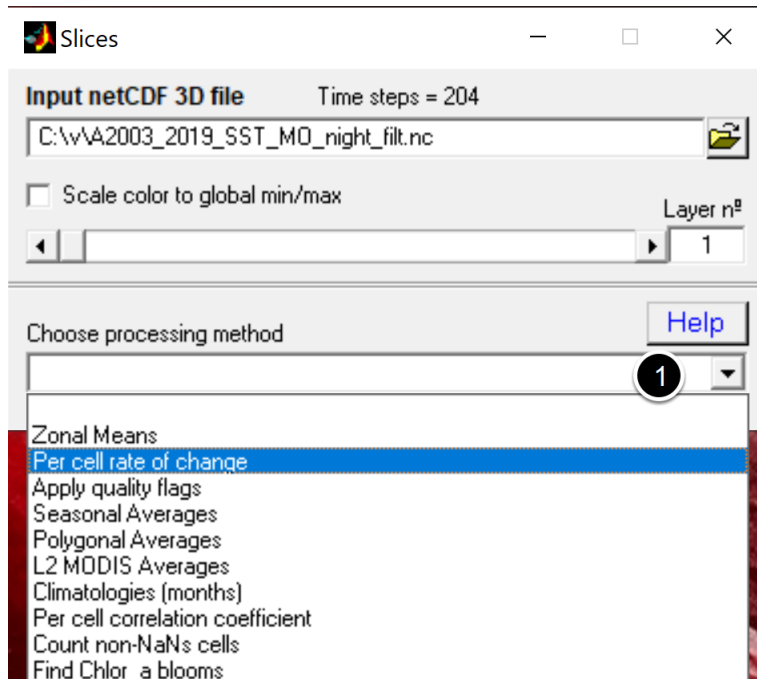 Slices
Input netCDF 3D file Time steps = 204
C:\v\A2003_2019_SST_MO_night_filt.nc
Scale color to global min/max
Layer nº
1
Choose processing method
Help
1
Zonal Means
Per cell rate of change
Apply quality flags
Seasonal Averages
Polygonal Averages
L2 MODIS Averages
Climatologies (months)
Per cell correlation coefficient
Count non-NaNs cells
Find Chlor_a blooms